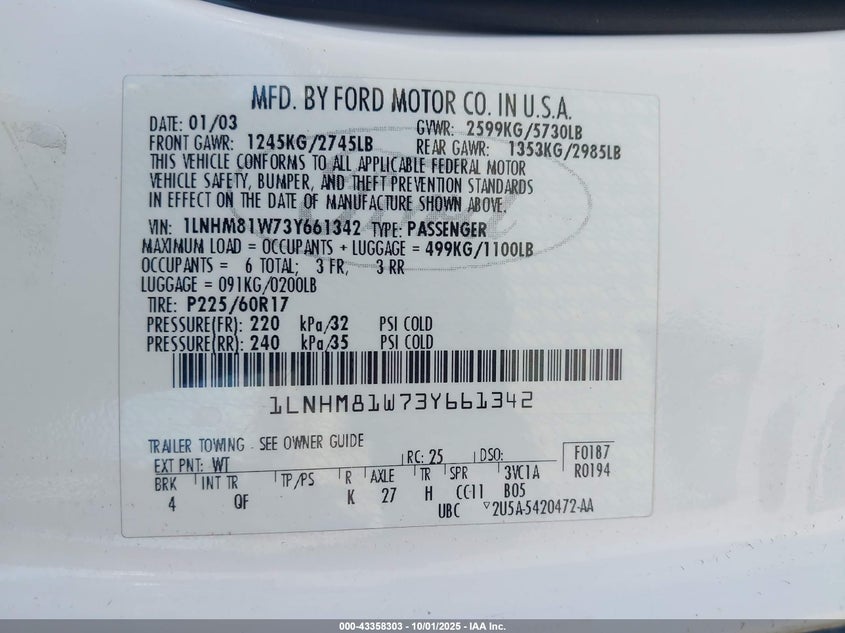 MFD. BY FORD MOTOR CO. IN U.S.A.
DATE: 01/03 GVWR: 2599KG/5730LB
FRONT GAWR: 1245KG/2745LB REAR GAWR: 1353KG/2985LB
THIS VEHICLE CONFORMS TO ALL APPLICABLE FEDERAL MOTOR
VEHICLE SAFETY, BUMPER, AND THEFT PREVENTION STANDARDS
IN EFFECT ON THE DATE OF MANUFACTURE SHOWN ABOVE.
VIN: 1LNHM81W73Y661342 TYPE: PASSENGER
MAXIMUM LOAD = OCCUPANTS + LUGGAGE = 499KG/1100LB
OCCUPANTS = 6 TOTAL; 3 FR, 3 RR
LUGGAGE = 091KG/0200LB
TIRE: P225/60R17
PRESSURE(FR): 220 kPa/32 PSI COLD
PRESSURE(RR): 240 kPa/35 PSI COLD
1LNHM81W73Y661342
TRAILER TOWING - SEE OWNER GUIDE
EXT PNT: WT RC: 25 DSO: F0187
R0194
BRK INT TR TP/PS R AXLE TR SPR 3VC1A
4 QF K 27 H CC11 B05
UBC ▽2U5A-5420472-AA
000-43358303 - 10/01/2025 - IAA Inc.